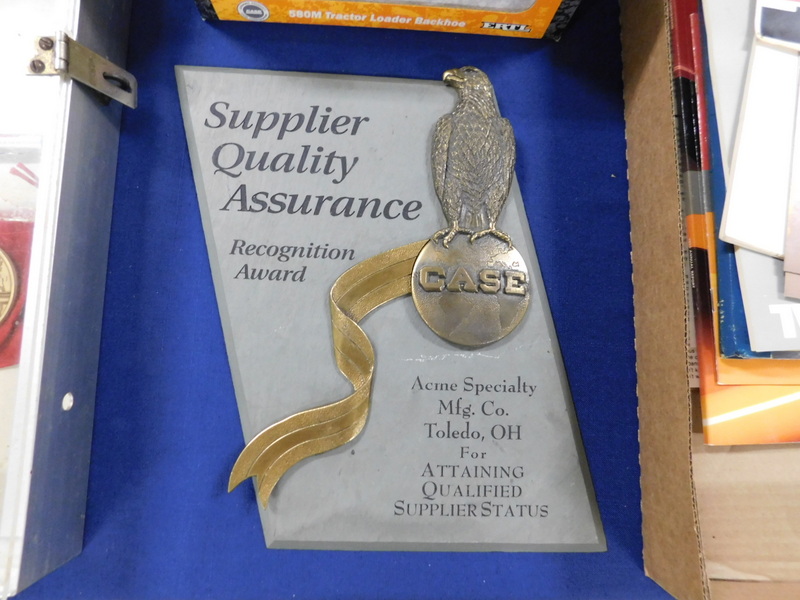 580M Tractor Loader Backhoe
ERTL
Supplier
Quality
Assurance
Recognition
Award
CASE
Acme Specialty
Mfg. Co.
Toledo, OH
For
ATTAINING
QUALIFIED
SUPPLIER STATUS